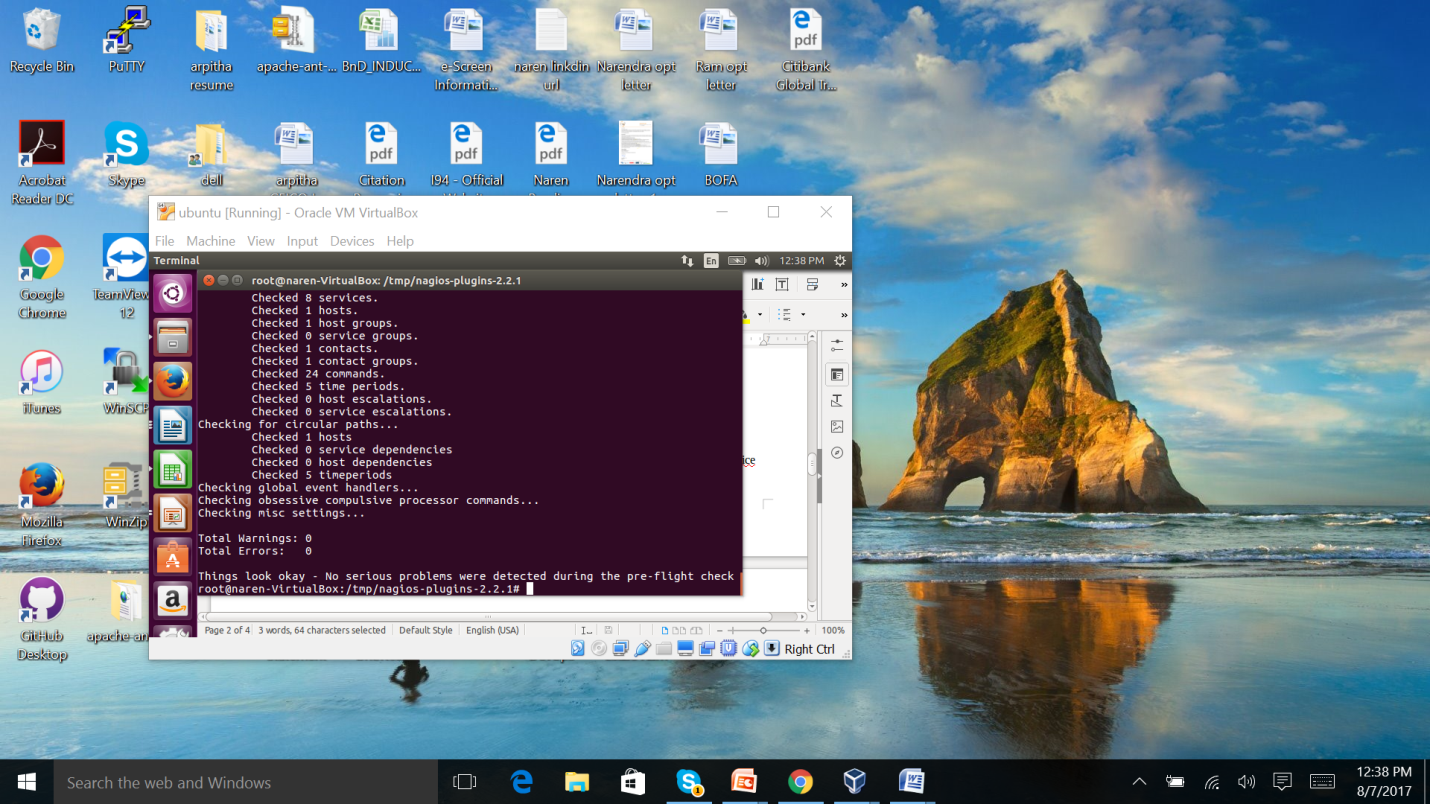 Recycle Bin
PuTTY
arpitha
resume
apache-ant-...
BnD_INDUC...
e-Screen
Informati...
naren linkdin
url
Narendra opt
letter
Ram opt
letter
pdf
Citibank
Global Tr...
Acrobat
Reader DC
Skype
dell
arpitha
pdf
Citation
pdf
I94 - Official
pdf
Naren
Narendra opt
BOFA
Google
Chrome
TeamView
12
iTunes
WinSCP
Mozilla
Firefox
WinZip
GitHub
Desktop
apache-an
ubuntu [Running] - Oracle VM VirtualBox
File Machine View Input Devices Help
Terminal
En
12:38 PM
root@naren-VirtualBox: /tmp/nagios-plugins-2.2.1
Checked 8 services.
Checked 1 hosts.
Checked 1 host groups.
Checked 0 service groups.
Checked 1 contacts.
Checked 1 contact groups.
Checked 24 commands.
Checked 5 time periods.
Checked 0 host escalations.
Checked 0 service escalations.
Checking for circular paths...
Checked 1 hosts
Checked 0 service dependencies
Checked 0 host dependencies
Checked 5 timeperiods
Checking global event handlers...
Checking obsessive compulsive processor commands...
Checking misc settings...
Total Warnings: 0
Total Errors: 0
Things look okay - No serious problems were detected during the pre-flight check
root@naren-VirtualBox:/tmp/nagios-plugins-2.2.1#
ice
Page 2 of 4 3 words, 64 characters selected Default Style English (USA) 100%
Right Ctrl
Search the web and Windows
12:38 PM
8/7/2017